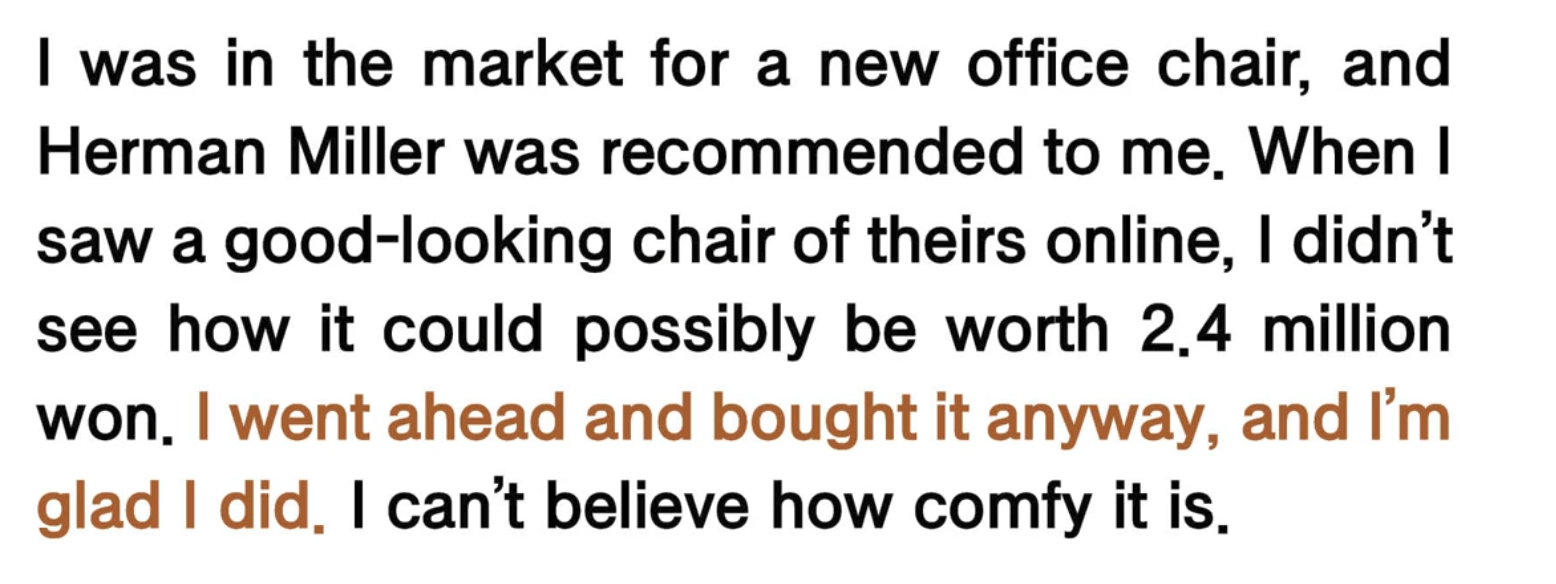 I was in the market for a new office chair, and
Herman Miller was recommended to me. When I
saw a good-looking chair of theirs online, I didn’t
see how it could possibly be worth 2.4 million
won. I went ahead and bought it anyway, and I’m
glad I did. I can’t believe how comfy it is.